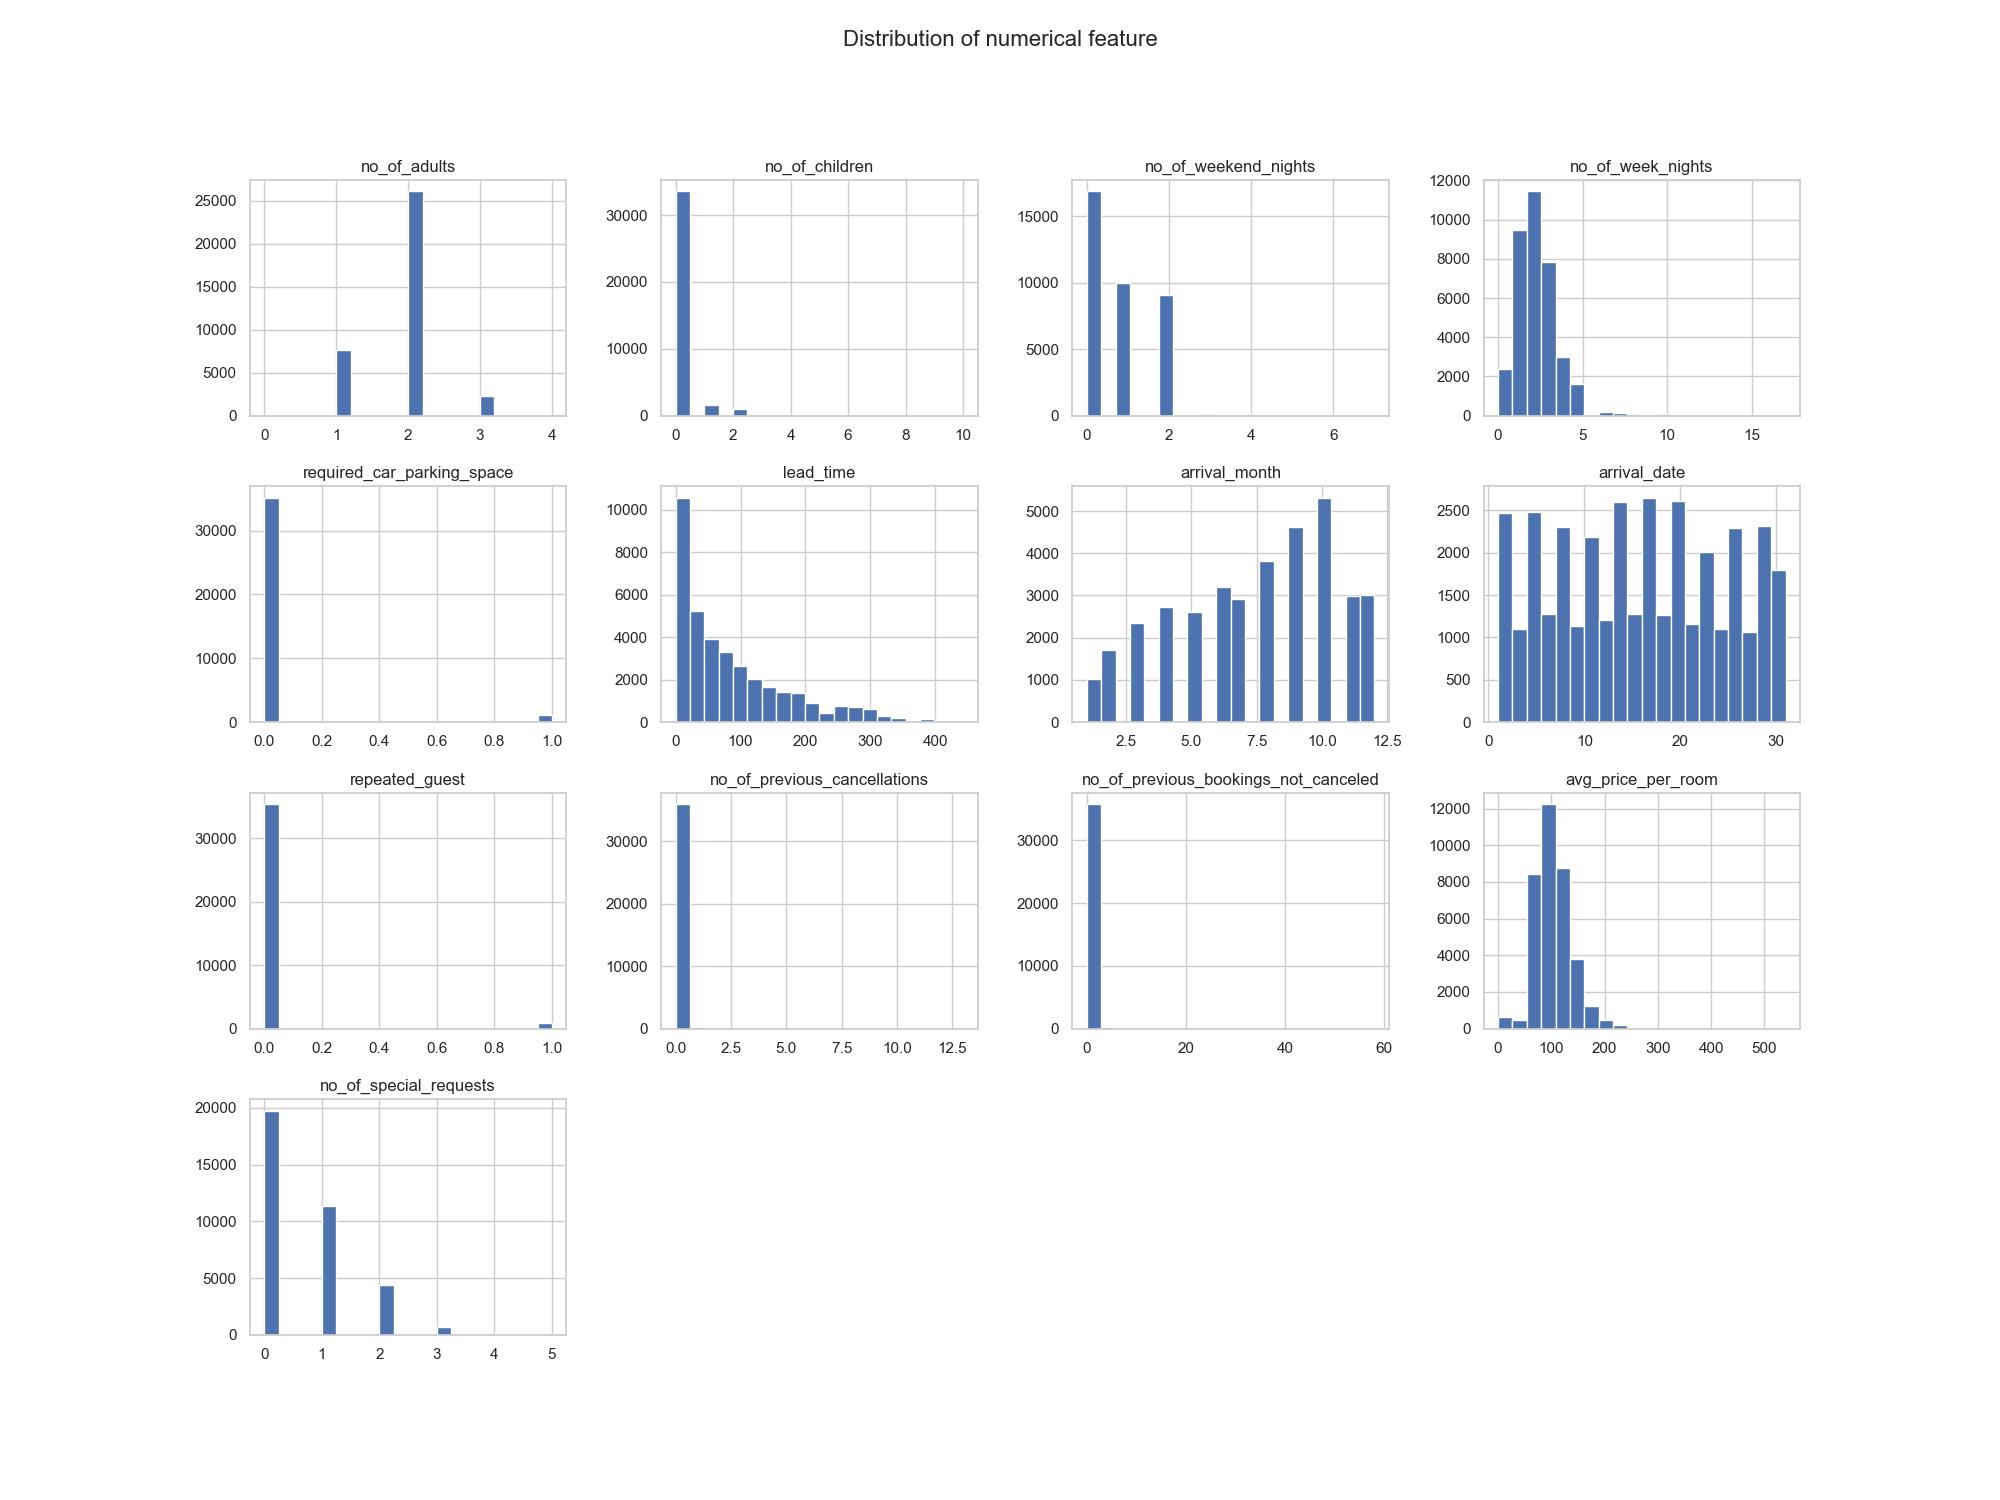 Distribution of numerical feature
no_of_adults
25000
20000
15000
10000
5000
0
0 1 2 3 4
no_of_children
30000
20000
10000
0
0 2 4 6 8 10
no_of_weekend_nights
15000
10000
5000
0
0 2 4 6
no_of_week_nights
12000
10000
8000
6000
4000
2000
0
0 5 10 15
required_car_parking_space
30000
20000
10000
0
0.0 0.2 0.4 0.6 0.8 1.0
lead_time
10000
8000
6000
4000
2000
0
0 100 200 300 400
arrival_month
5000
4000
3000
2000
1000
0
2.5 5.0 7.5 10.0 12.5
arrival_date
2500
2000
1500
1000
500
0
0 10 20 30
repeated_guest
30000
20000
10000
0
0.0 0.2 0.4 0.6 0.8 1.0
no_of_previous_cancellations
30000
20000
10000
0
0.0 2.5 5.0 7.5 10.0 12.5
no_of_previous_bookings_not_canceled
30000
20000
10000
0
0 20 40 60
avg_price_per_room
12000
10000
8000
6000
4000
2000
0
0 100 200 300 400 500
no_of_special_requests
20000
15000
10000
5000
0
0 1 2 3 4 5